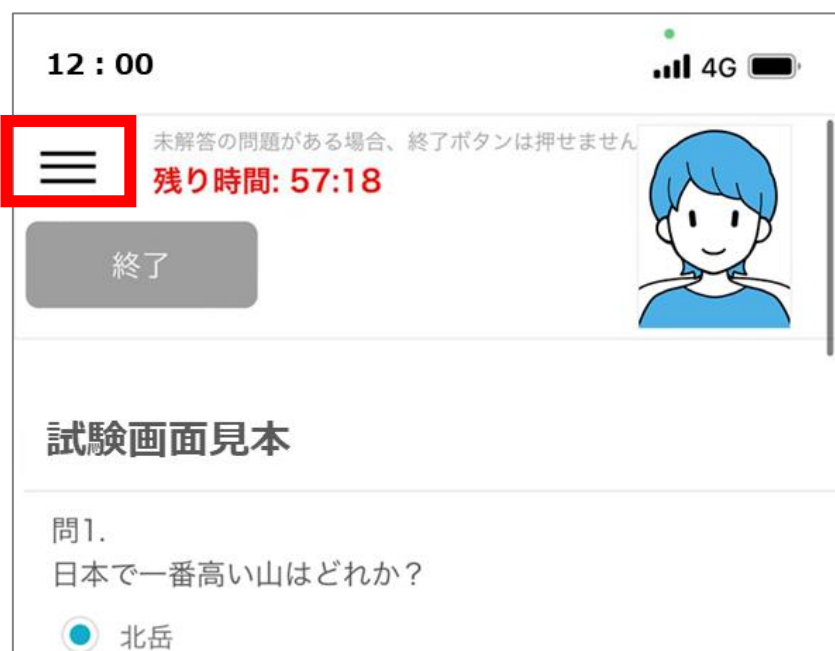 12：00
4G
未解答の問題がある場合、終了ボタンは押せません
残り時間: 57:18
終了
試験画面見本
問1.
日本で一番高い山はどれか？
北岳